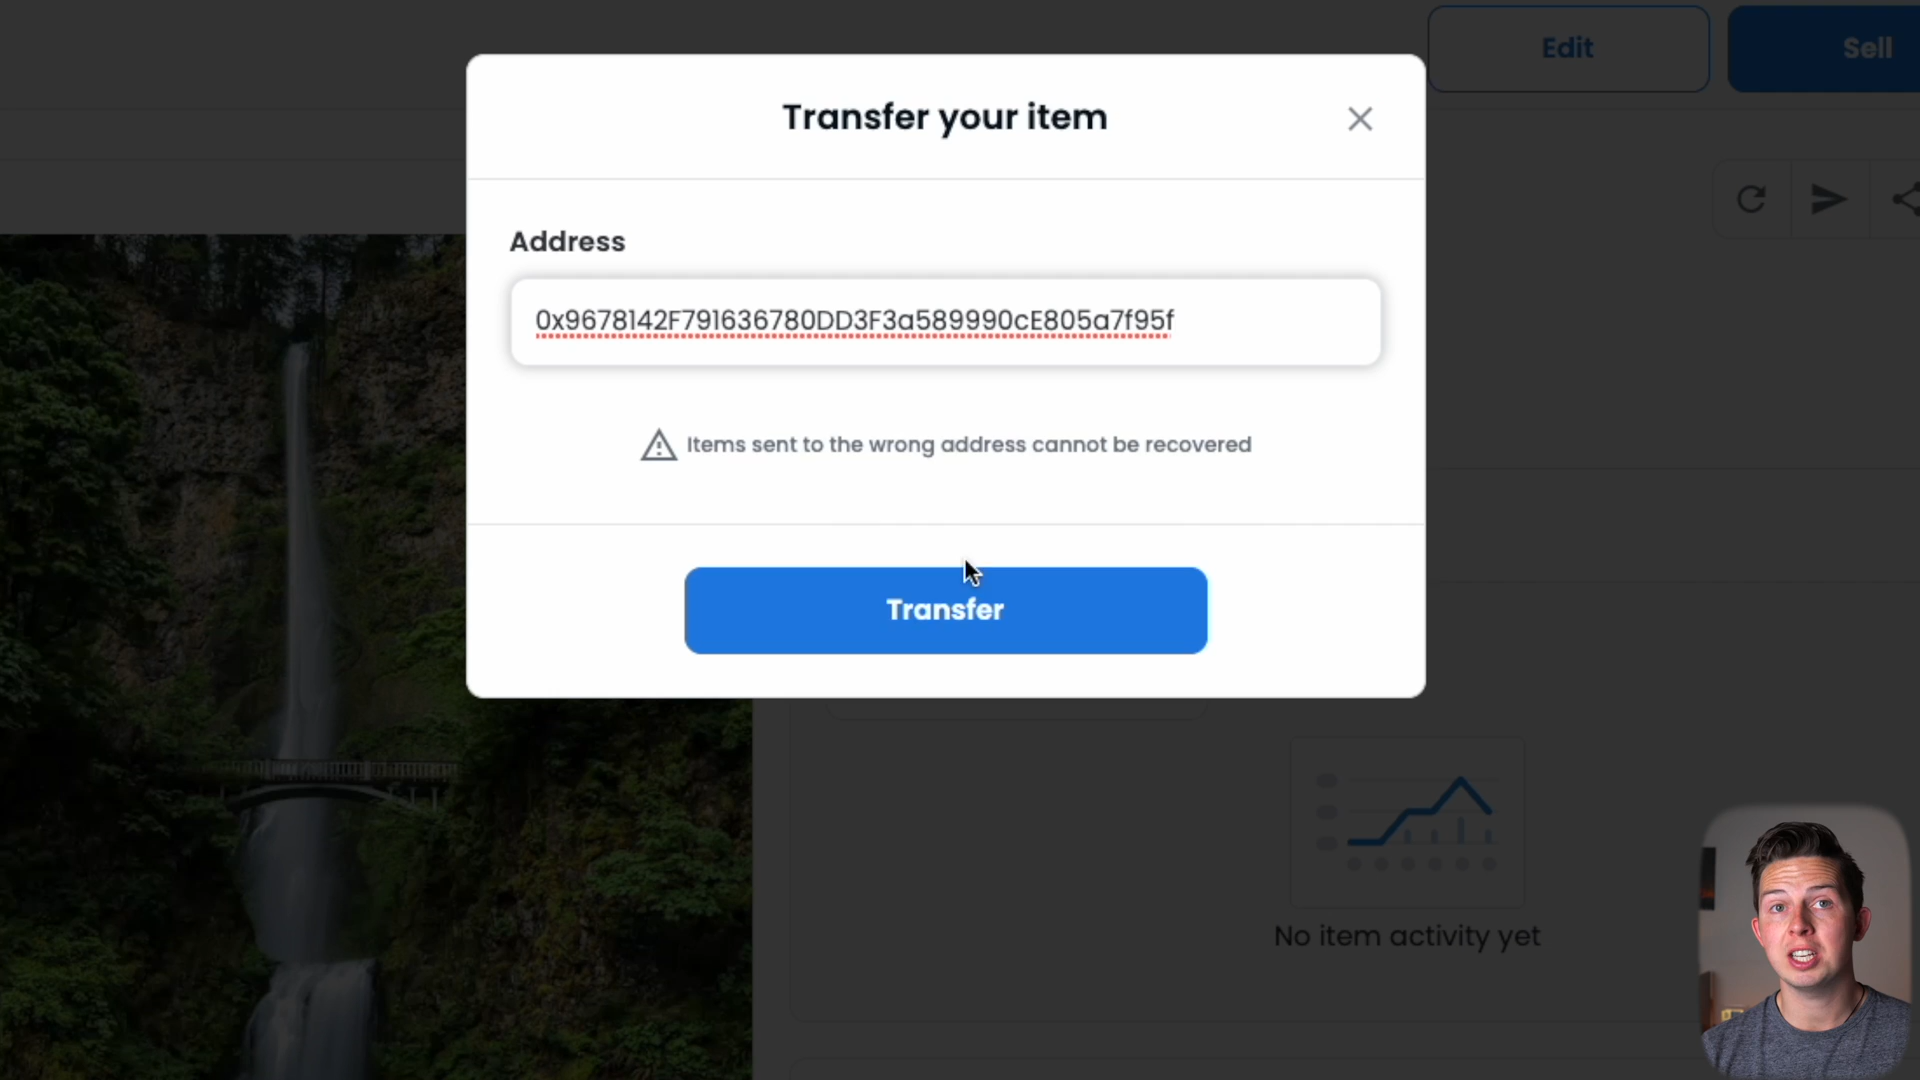 Edit
Sell
Transfer your item
Address
0x9678142F791636780DD3F3a589990cE805a7f95f
Items sent to the wrong address cannot be recovered
Transfer
No item activity yet